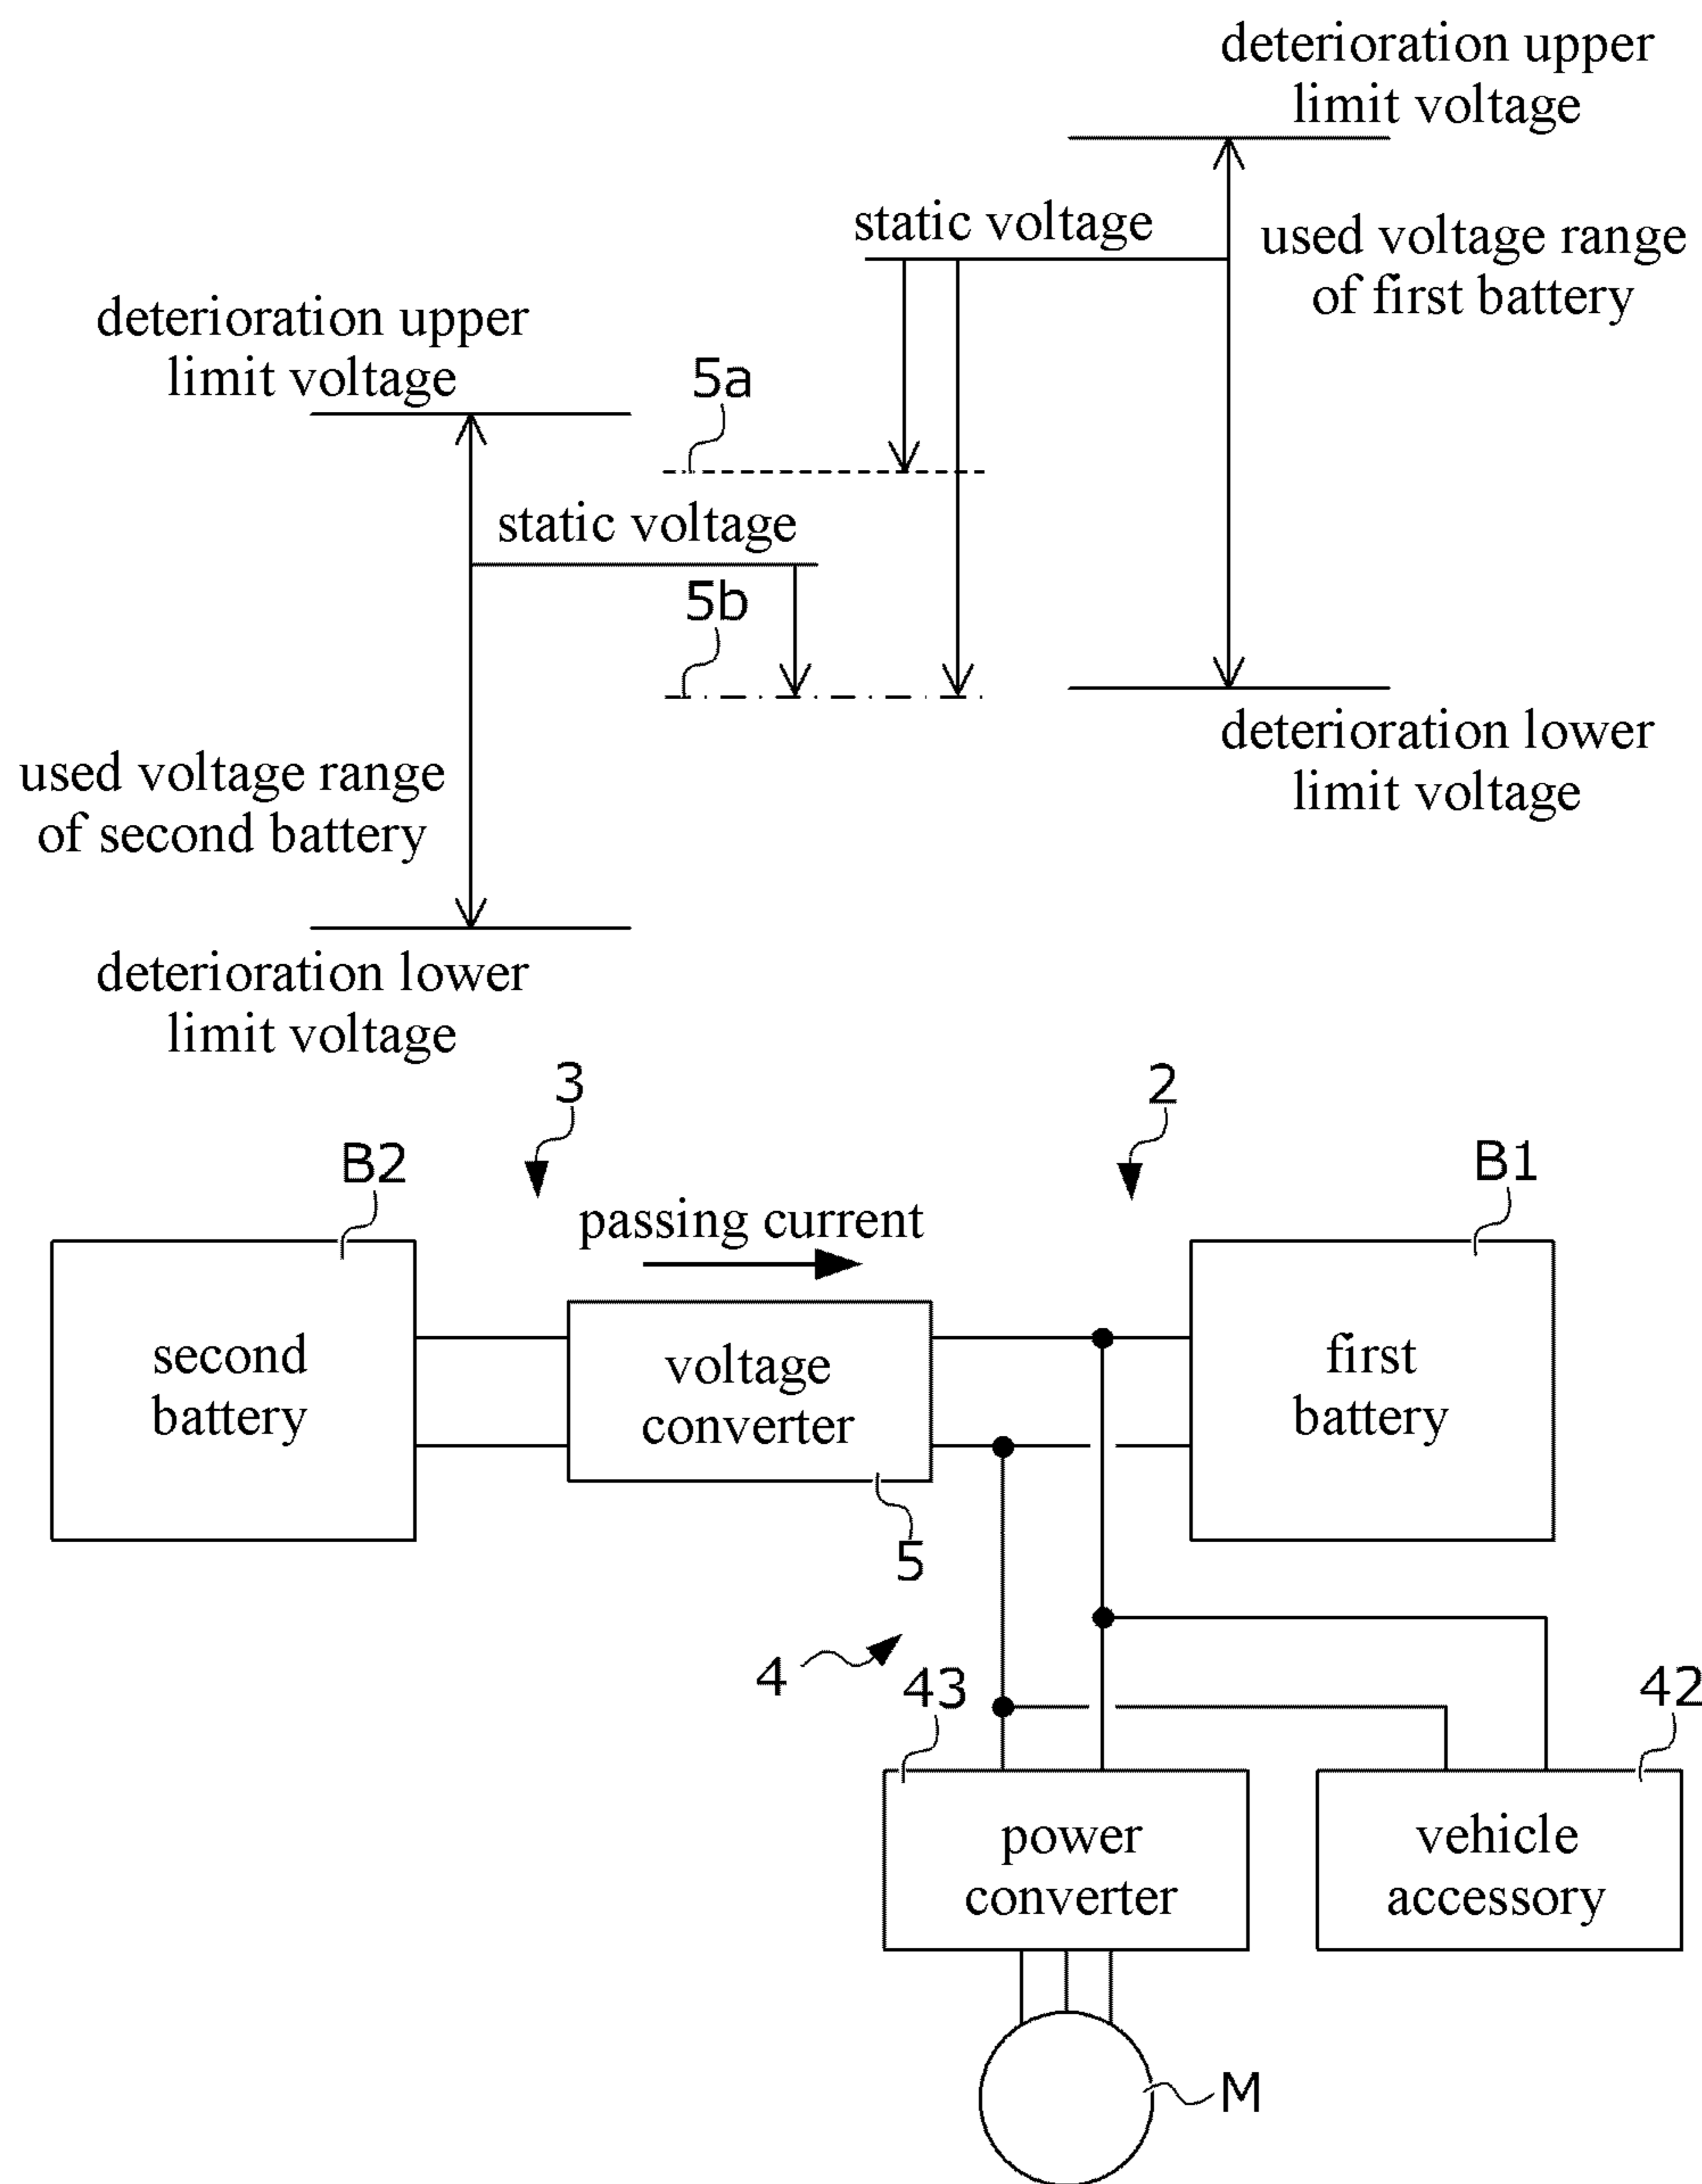 deterioration upper
limit voltage
static voltage
used voltage range
of first battery
deterioration upper
limit voltage
5a
static voltage
5b
deterioration lower
limit voltage
used voltage range
of second battery
deterioration lower
limit voltage
3
2
B2
B1
passing current
second
battery
voltage
converter
first
battery
5
4
43
42
power
converter
vehicle
accessory
M